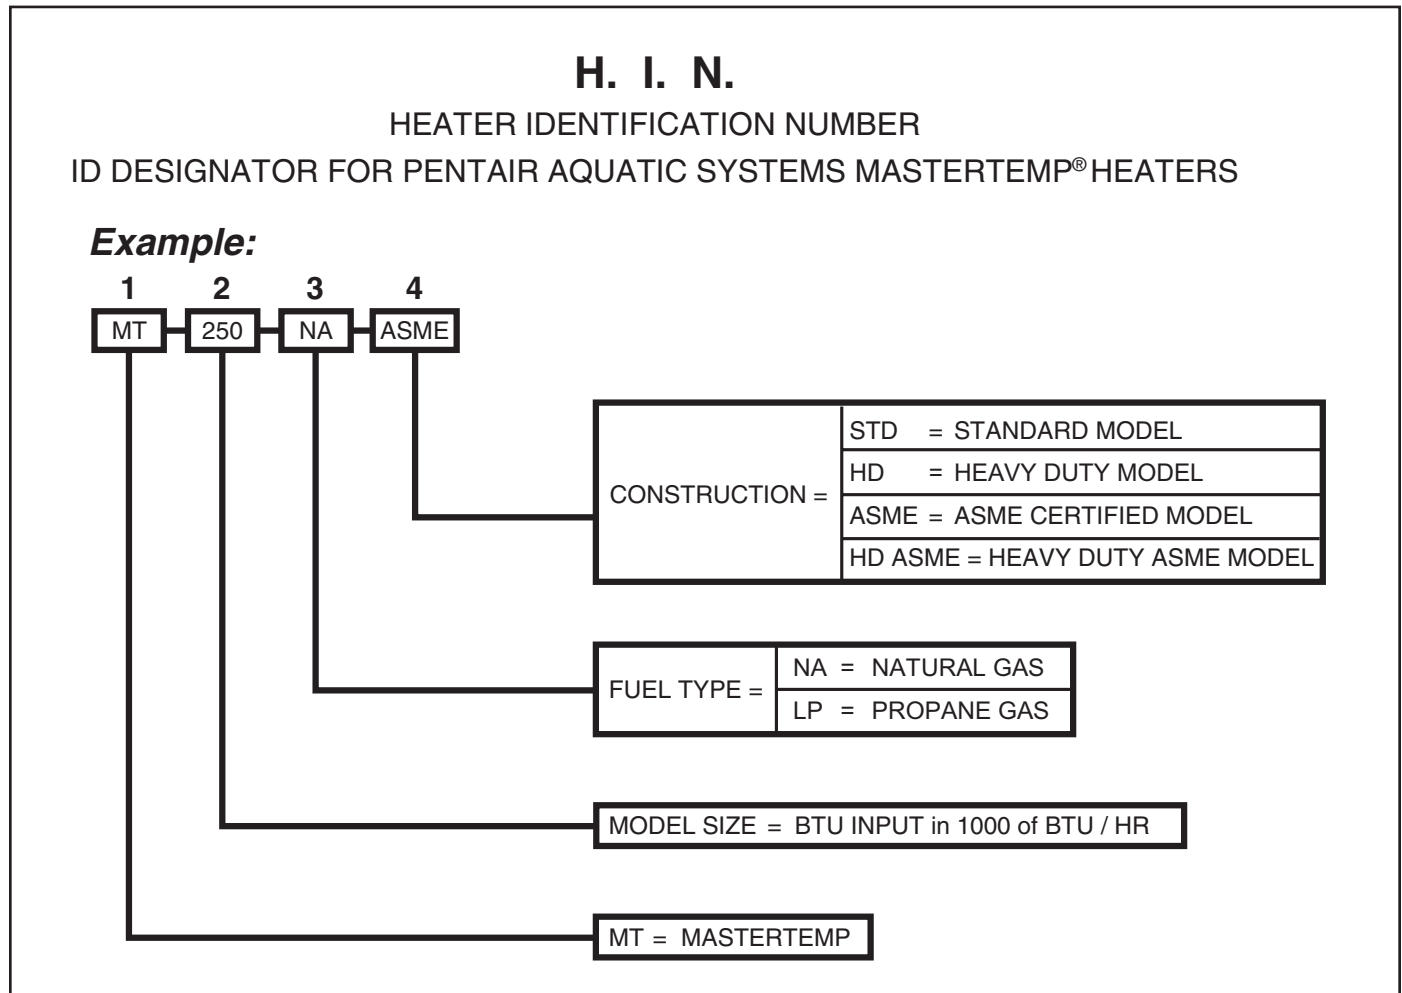 H. I. N.
HEATER IDENTIFICATION NUMBER
ID DESIGNATOR FOR PENTAIR AQUATIC SYSTEMS MASTERTEMP® HEATERS
Example:
1 2 3 4
MT 250 NA ASME
CONSTRUCTION =
STD = STANDARD MODEL
HD = HEAVY DUTY MODEL
ASME = ASME CERTIFIED MODEL
HD ASME = HEAVY DUTY ASME MODEL
FUEL TYPE =
NA = NATURAL GAS
LP = PROPANE GAS
MODEL SIZE = BTU INPUT in 1000 of BTU / HR
MT = MASTERTEMP